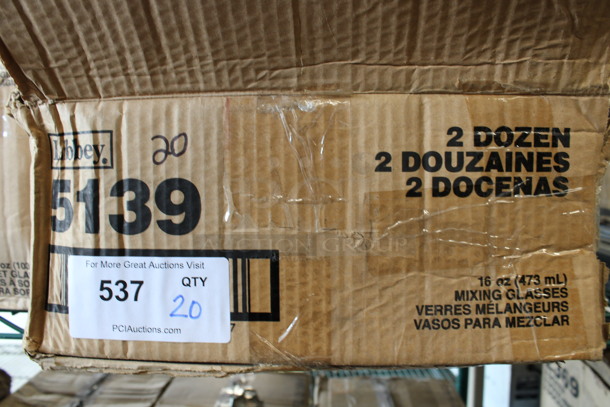 Libbey.
20
5139
2 DOZEN
2 DOUZAINES
2 DOCENAS
For More Great Auctions Visit
537
QTY
20
PCIAuctions.com
16 oz (473 mL)
MIXING GLASSES
VERRES MÉLANGEURS
VASOS PARA MEZCLAR